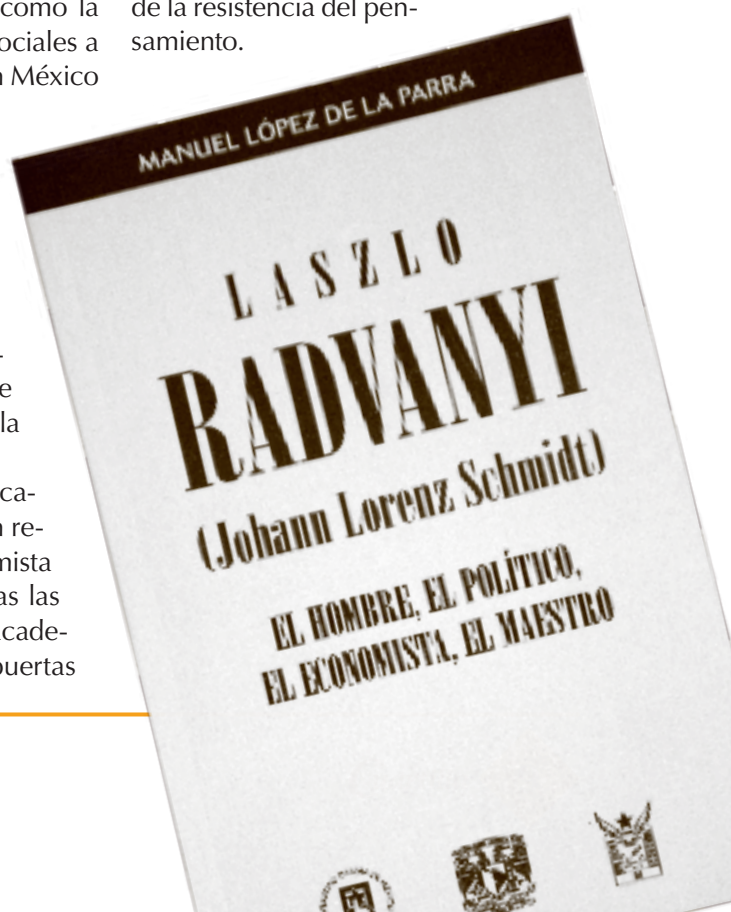 como la
ociales a
n México
de la resistencia del pen-
samiento.
-
e
la
ca-
n re-
mista
as las
cade-
puertas
MANUEL LÓPEZ DE LA PARRA
LASZLO
RADVANYI
(Johann Lorenz Schmidt)
EL HOMBRE, EL POLÍTICO,
EL ECONOMISTA, EL MAESTRO